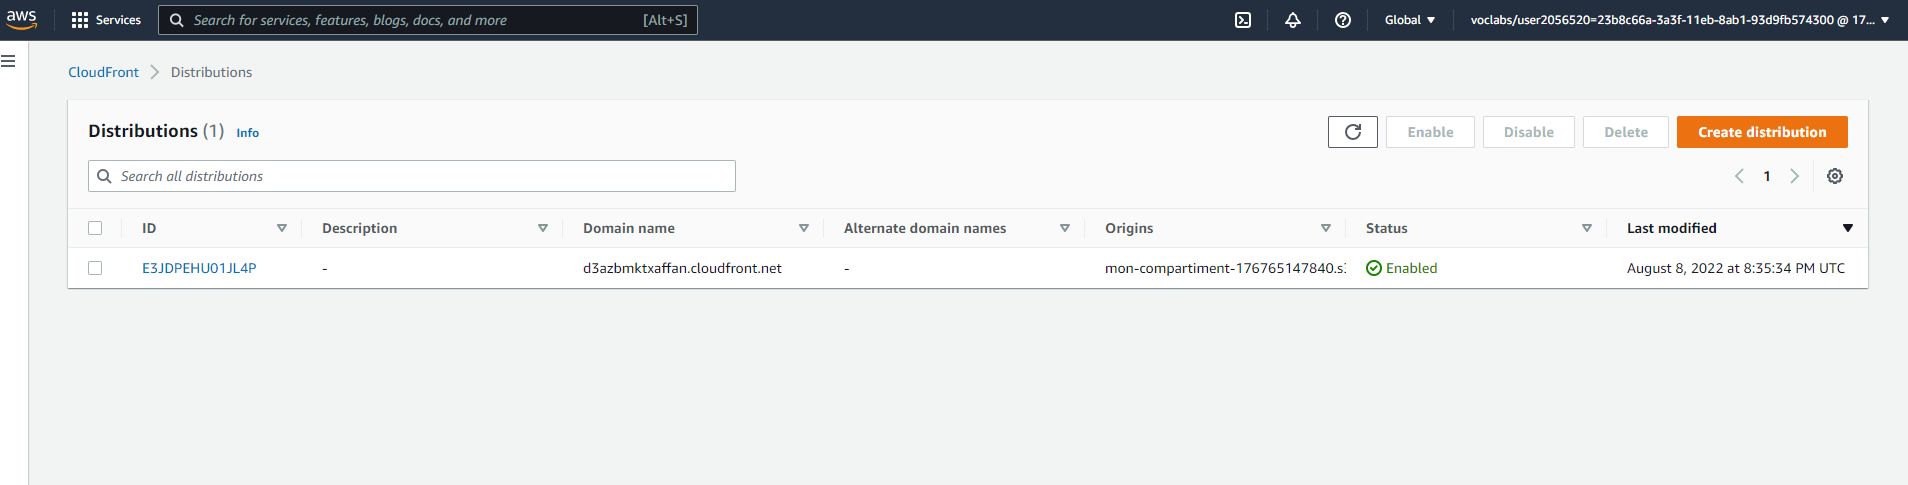 aws Services Search for services, features, blogs, docs, and more [Alt+S] Global voclabs/user2056520=23b8c66a-3a3f-11eb-8ab1-93d9fb574300 @ 17...
CloudFront Distributions
Distributions (1) Info Enable Disable Delete Create distribution
Search all distributions 1
ID Description Domain name Alternate domain names Origins Status Last modified
E3JDPEHU01JL4P - d3azbmktxaffan.cloudfront.net - mon-compartiment-176765147840.s3 Enabled August 8, 2022 at 8:35:34 PM UTC